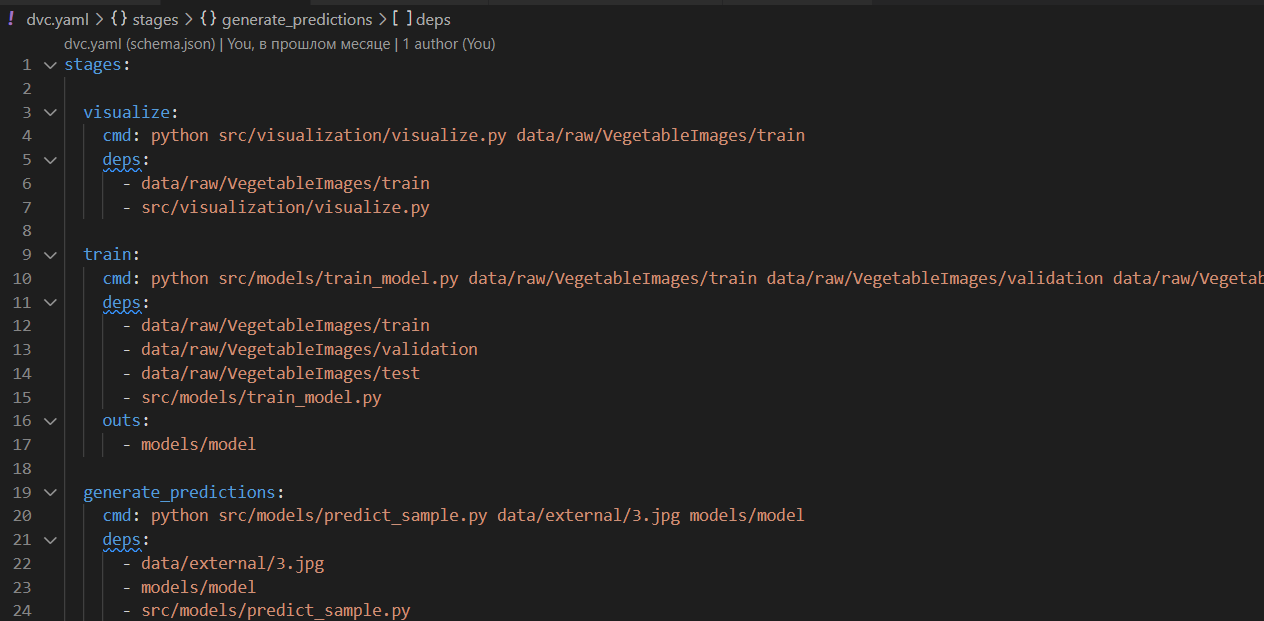 ! dvc.yaml > {} stages > {} generate_predictions > [ ] deps
dvc.yaml (schema.json) | You, в прошлом месяце | 1 author (You)
1 stages:
2
3 visualize:
4 cmd: python src/visualization/visualize.py data/raw/VegetableImages/train
5 deps:
6 - data/raw/VegetableImages/train
7 - src/visualization/visualize.py
8
9 train:
10 cmd: python src/models/train_model.py data/raw/VegetableImages/train data/raw/VegetableImages/validation data/raw/Vegetab
11 deps:
12 - data/raw/VegetableImages/train
13 - data/raw/VegetableImages/validation
14 - data/raw/VegetableImages/test
15 - src/models/train_model.py
16 outs:
17 - models/model
18
19 generate_predictions:
20 cmd: python src/models/predict_sample.py data/external/3.jpg models/model
21 deps:
22 - data/external/3.jpg
23 - models/model
24 - src/models/predict_sample.py